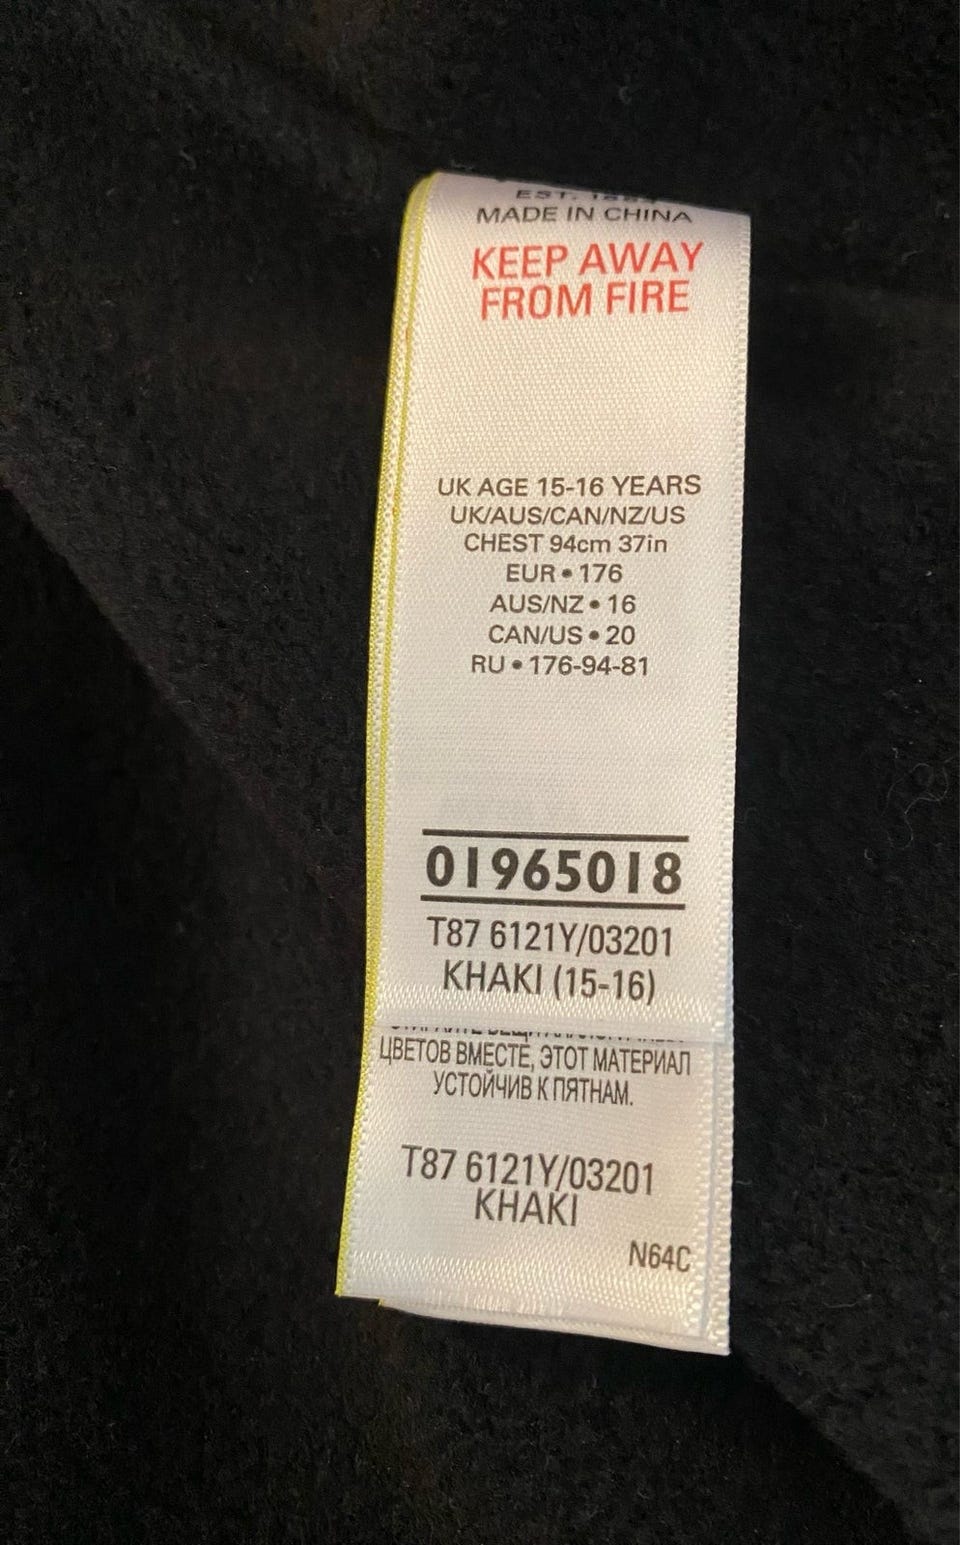 EST. 1884
MADE IN CHINA
KEEP AWAY
FROM FIRE
UK AGE 15-16 YEARS
UK/AUS/CAN/NZ/US
CHEST 94cm 37in
EUR • 176
AUS/NZ • 16
CAN/US • 20
RU • 176-94-81
01965018
T87 6121Y/03201
KHAKI (15-16)
ЦВЕТОВ ВМЕСТЕ, ЭТОТ МАТЕРИАЛ
УСТОЙЧИВ К ПЯТНАМ.
T87 6121Y/03201
KHAKI
N64C